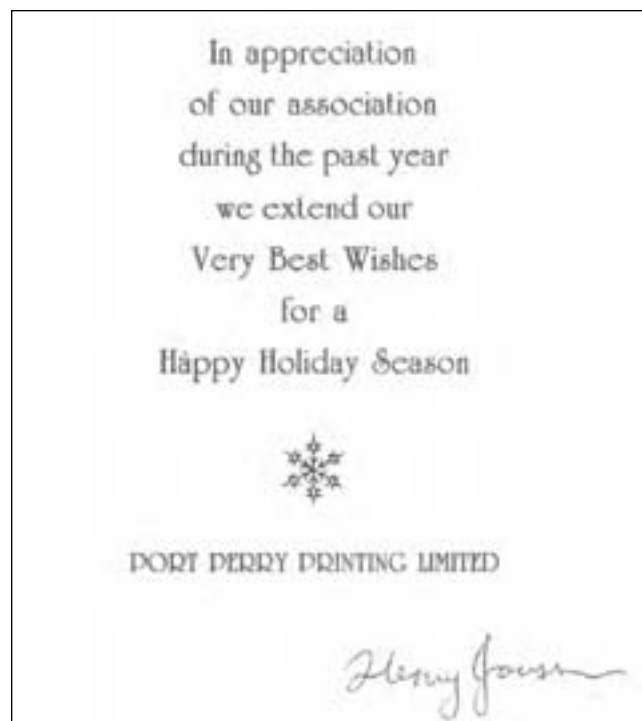 In appreciation
of our association
during the past year
we extend our
Very Best Wishes
for a
Happy Holiday Season
PORT PERRY PRINTING LIMITED
Henry